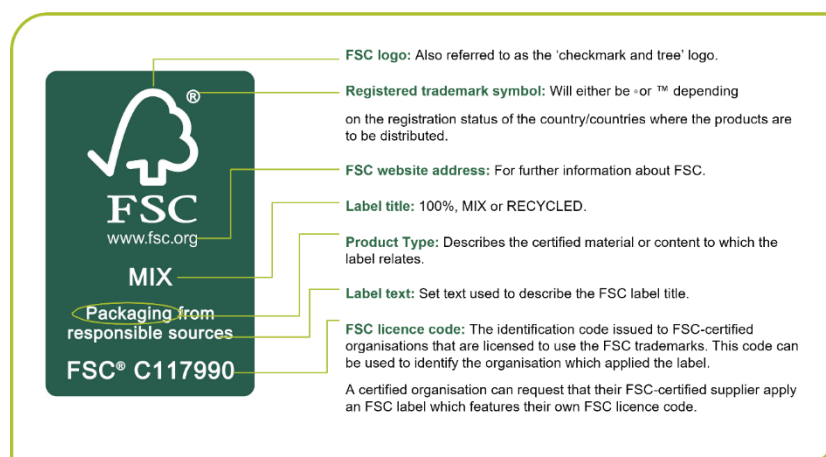 FSC logo: Also referred to as the ‘checkmark and tree’ logo.
®
Registered trademark symbol: Will either be ◦or ™ depending
on the registration status of the country/countries where the products are
to be distributed.
FSC website address: For further information about FSC.
FSC
www.fsc.org
Label title: 100%, MIX or RECYCLED.
MIX
Product Type: Describes the certified material or content to which the
label relates.
Packaging from
responsible sources
Label text: Set text used to describe the FSC label title.
FSC® C117990
FSC licence code: The identification code issued to FSC-certified
organisations that are licensed to use the FSC trademarks. This code can
be used to identify the organisation which applied the label.
A certified organisation can request that their FSC-certified supplier apply
an FSC label which features their own FSC licence code.